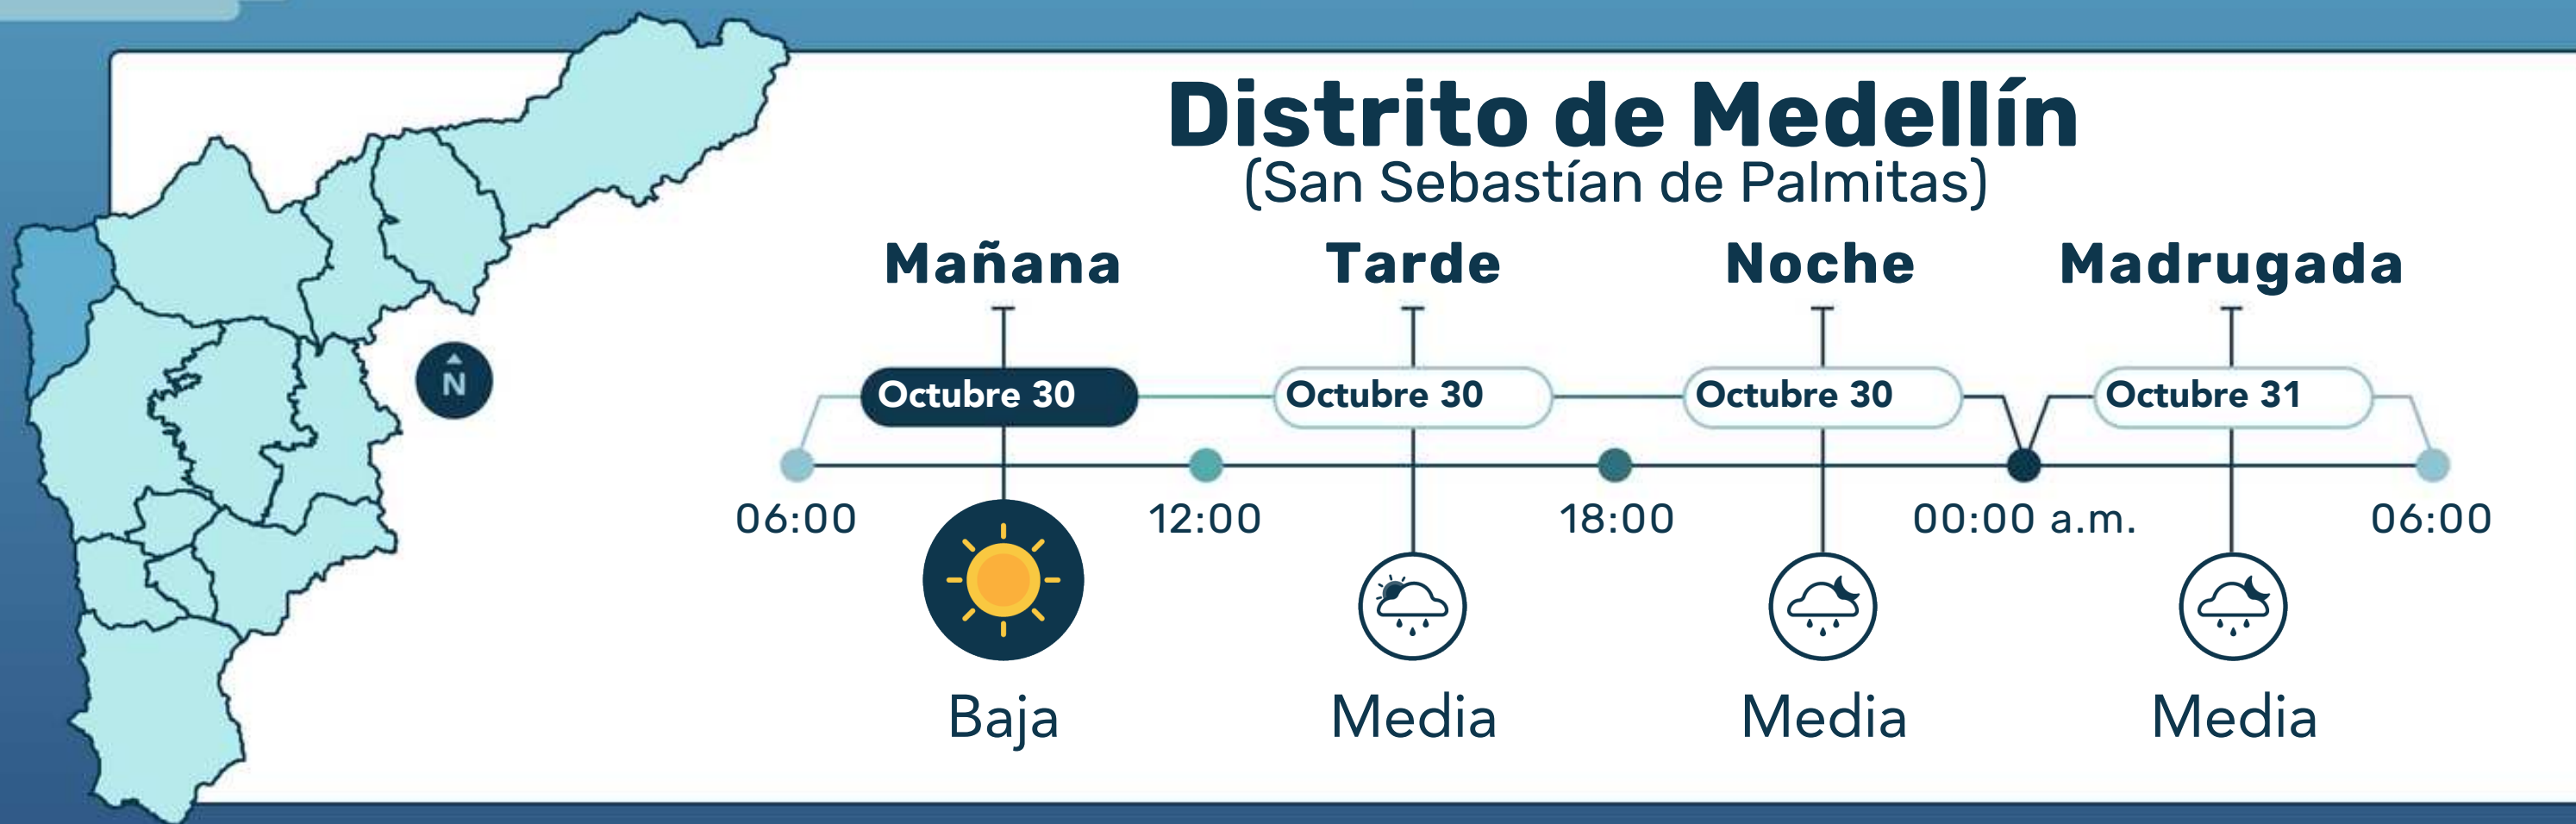 Distrito de Medellín
(San Sebastían de Palmitas)
Mañana Tarde Noche Madrugada
Octubre 30 Octubre 30 Octubre 30 Octubre 31
N
06:00 12:00 18:00 00:00 a.m. 06:00
Baja Media Media Media